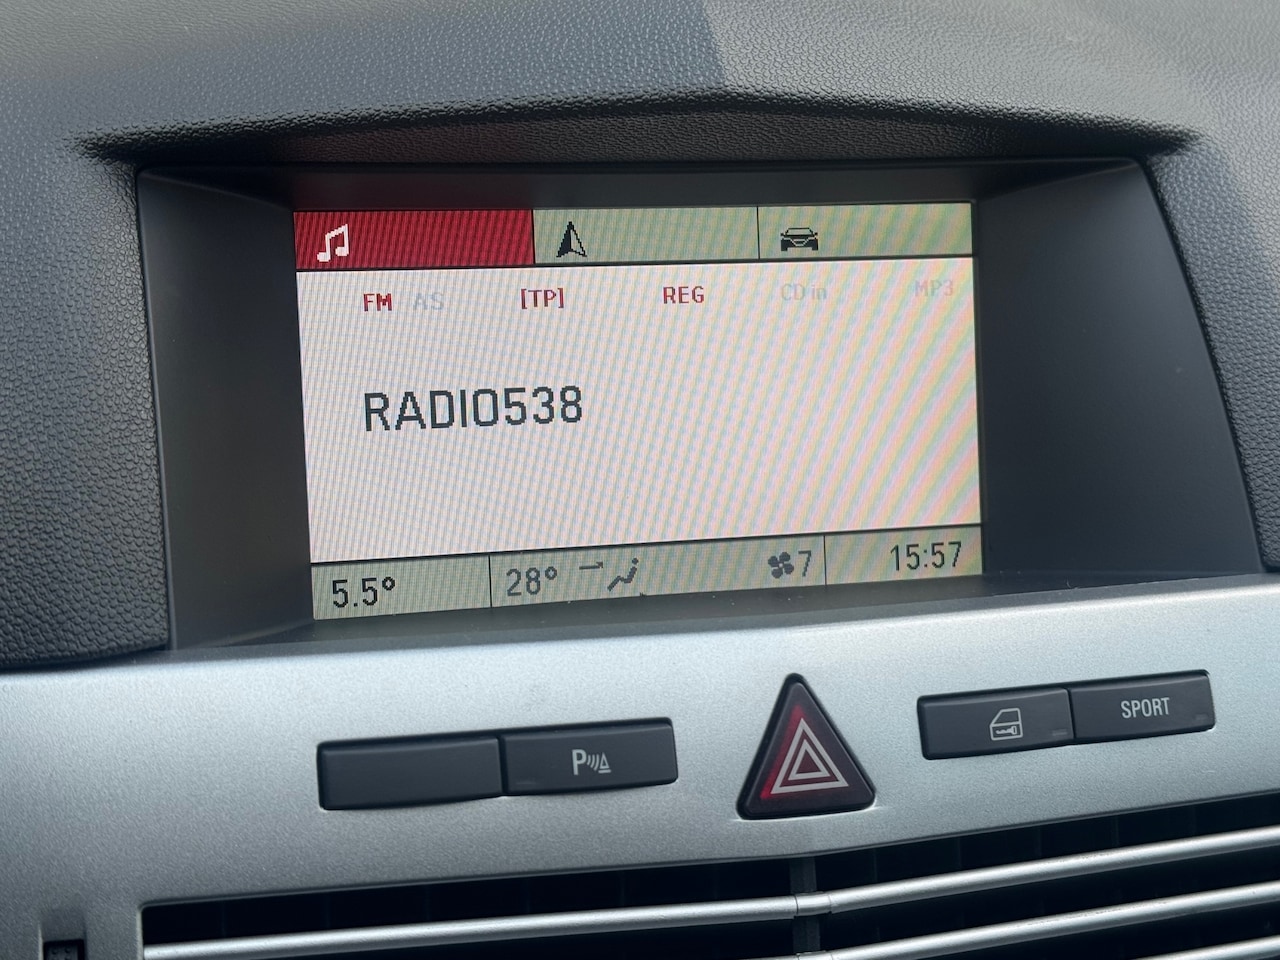 FM AS [TP] REG CD in MP3
RADIO538
5.5° 28° 7 15:57
P SPORT